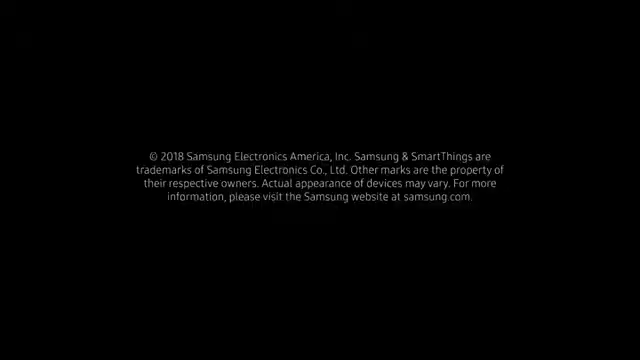 © 2018 Samsung Electronics America, Inc. Samsung & SmartThings are
trademarks of Samsung Electronics Co., Ltd. Other marks are the property of
their respective owners. Actual appearance of devices may vary. For more
information, please visit the Samsung website at samsung.com.